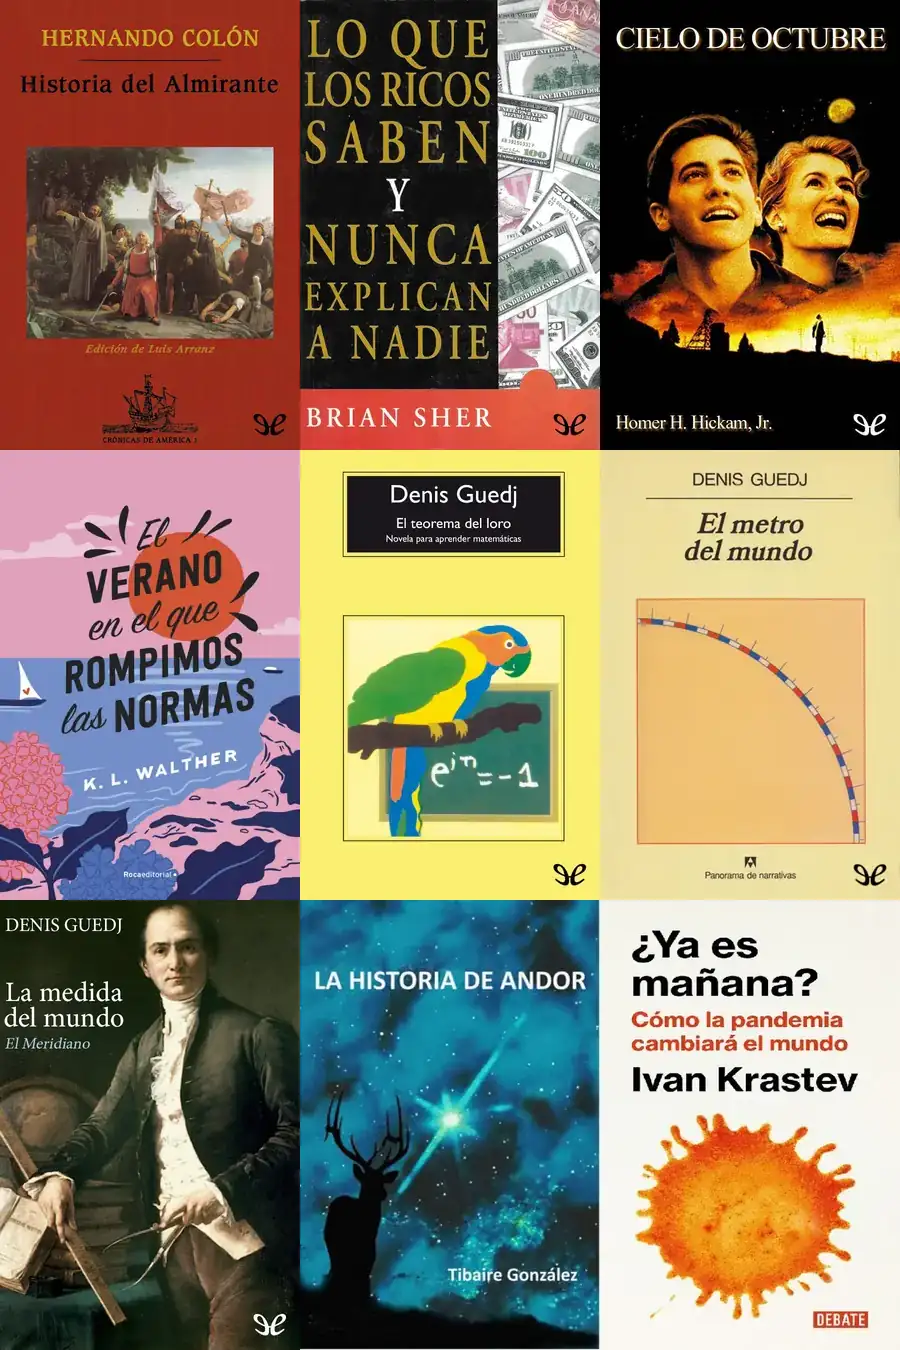 HERNANDO COLÓN
Historia del Almirante
Edición de Luis Arranz
CRÓNICAS DE AMÉRICA 1
LO QUE
LOS RICOS
SABEN
Y
NUNCA
EXPLICAN
A NADIE
BRIAN SHER
CIELO DE OCTUBRE
Homer H. Hickam, Jr.
El
VERANO
en el que
ROMPIMOS
las NORMAS
K. L. WALTHER
Rocaeditorial
Denis Guedj
El teorema del loro
Novela para aprender matemáticas
e^iπ = -1
DENIS GUEDJ
El metro
del mundo
Panorama de narrativas
DENIS GUEDJ
La medida
del mundo
El Meridiano
LA HISTORIA DE ANDOR
Tibaire González
¿Ya es
mañana?
Cómo la pandemia
cambiará el mundo
Ivan Krastev
DEBATE